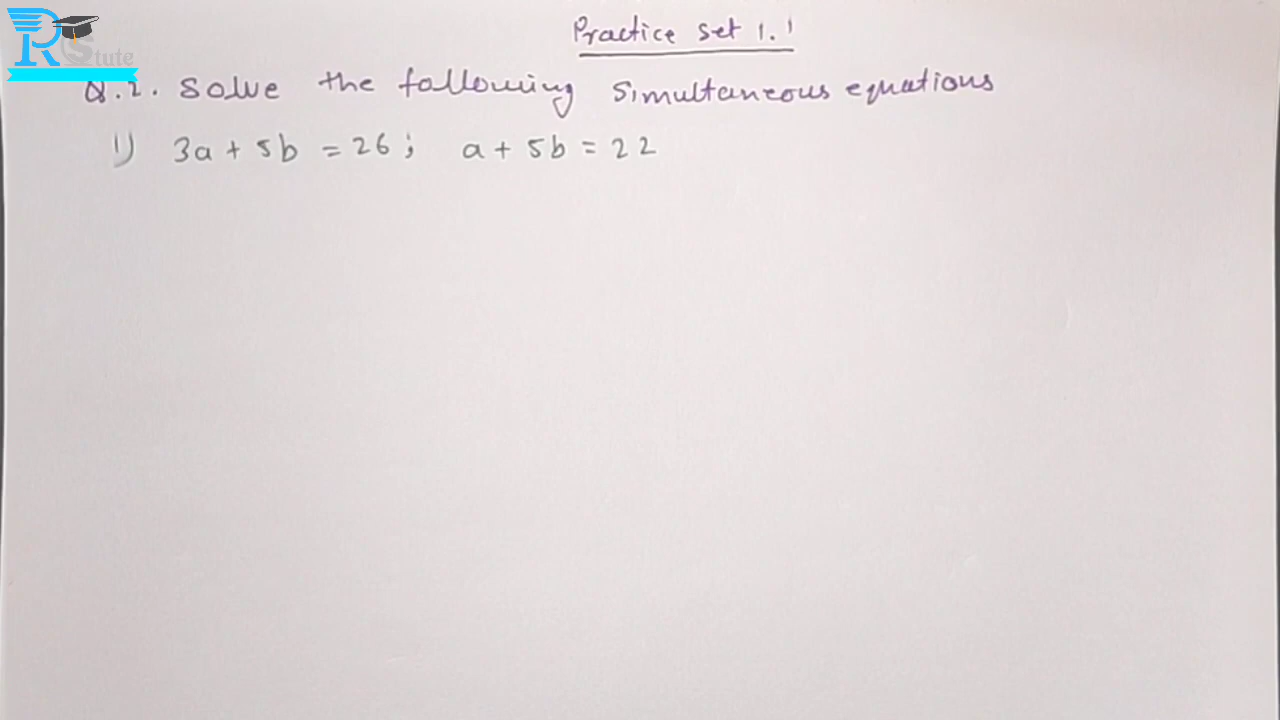 RStute
Practice Set 1.1
Q.2. Solve the following simultaneous equations
1) 3a + 5b = 26 ; a + 5b = 22